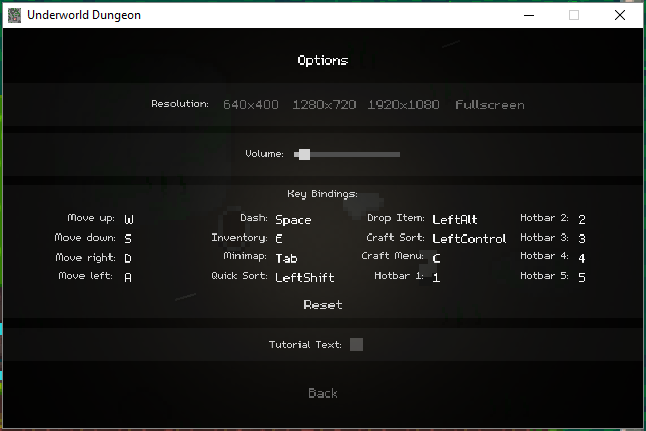 Underworld Dungeon
Options
Resolution: 640x400 1280x720 1920x1080 Fullscreen
Volume:
Key Bindings:
Move up: W Dash: Space Drop Item: LeftAlt Hotbar 2: 2
Move down: S Inventory: E Craft Sort: LeftControl Hotbar 3: 3
Move right: D Minimap: Tab Craft Menu: C Hotbar 4: 4
Move left: A Quick Sort: LeftShift Hotbar 1: 1 Hotbar 5: 5
Reset
Tutorial Text:
Back